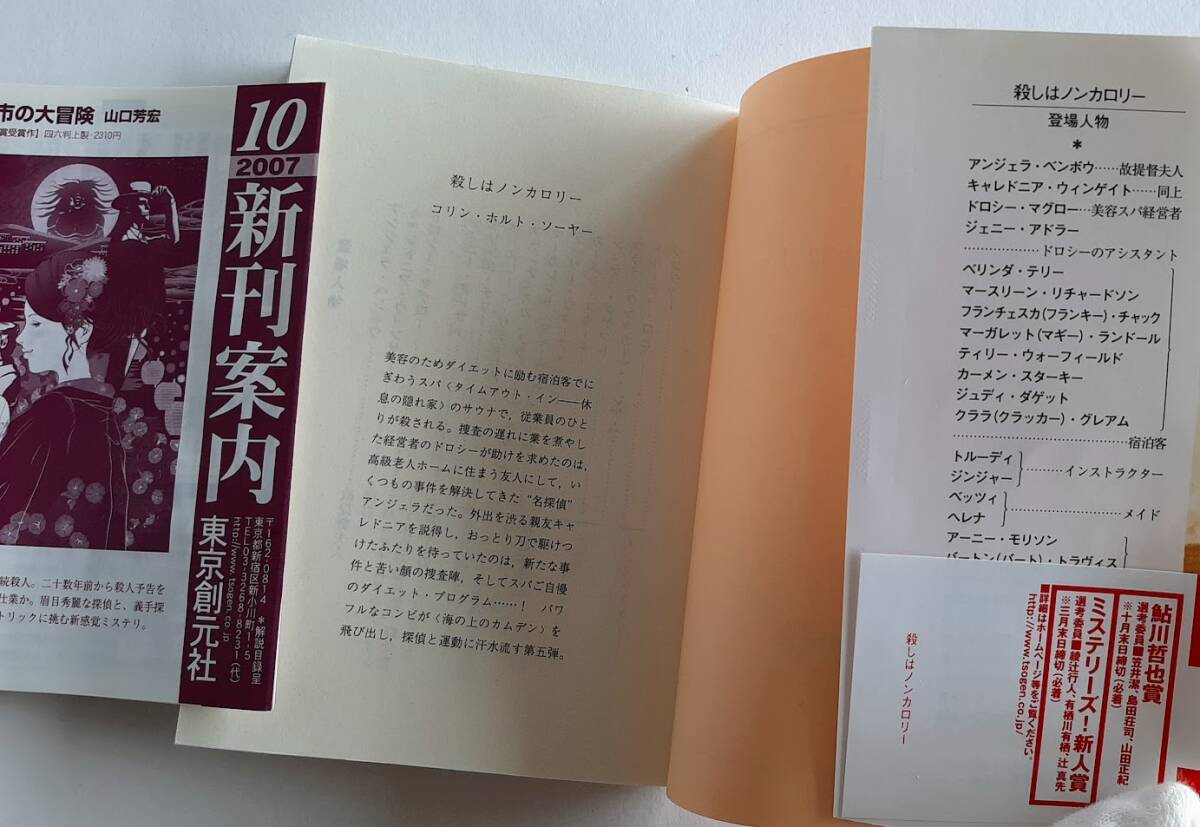 市の大冒険 山口芳宏
賞受賞作】四六判上製・2310円
10
2007
新刊案内
東京創元社
〒162-0814 *解説目録呈
東京都新宿区新小川町1-5
TEL03-3268-8231(代)
http://www.tsogen.co.jp
続殺人。二十数年前から殺人予告を
仕業か。眉目秀麗な探偵と、義手探
トリックに挑む新感覚ミステリ。
殺しはノンカロリー
コリン・ホルト・ソーヤー
美容のためダイエットに励む宿泊客でに
ぎわうスパ〈タイムアウト・イン――休
息の隠れ家〉のサウナで、従業員のひと
りが殺される。捜査の遅れに業を煮やし
た経営者のドロシーが助けを求めたのは、
高級老人ホームに住まう友人にして、い
くつもの事件を解決してきた“名探偵”
アンジェラだった。外出を渋る親友キャ
レドニアを説得し、おっとり刀で駆けつ
けたふたりを待っていたのは、新たな事
件と苦い顔の捜査陣、そしてスパご自慢
のダイエット・プログラム……！ パワ
フルなコンビが〈海の上のカムデン〉を
飛び出し、探偵と運動に汗水流す第五弾。
殺しはノンカロリー
登場人物
*
アンジェラ・ベンボウ……故提督夫人
キャレドニア・ウィンゲイト……同上
ドロシー・マグロー…美容スパ経営者
ジェニー・アドラー
……………ドロシーのアシスタント
ベリンダ・テリー
マースリーン・リチャードソン
フランチェスカ(フランキー)・チャック
マーガレット(マギー)・ランドール
ティリー・ウォーフィールド
カーメン・スターキー
ジュディ・ダゲット
クララ(クラッカー)・グレアム
……………宿泊客
トルーディ
ジンジャー ………インストラクター
ベッツィ
ヘレナ ……………メイド
アーニー・モリソン
バートン(バート)・トラヴィス
鮎川哲也賞
選考委員■笠井潔、島田荘司、山田正紀
※十月末日締切(必着)
ミステリーズ！新人賞
選考委員■綾辻行人、有栖川有栖、辻真先
※三月末日締切(必着)
■詳細はホームページ等をご覧ください。
http://www.tsogen.co.jp/
殺しはノンカロリー